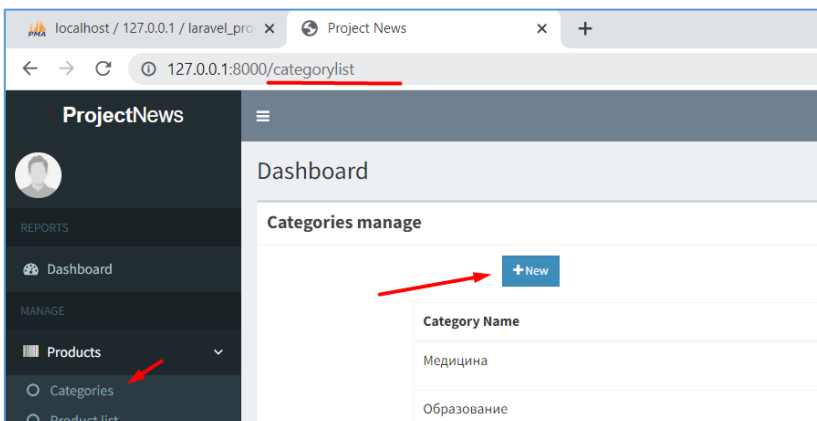 PMA localhost / 127.0.0.1 / laravel_pro
Project News
127.0.0.1:8000/categorylist
ProjectNews
Dashboard
Categories manage
REPORTS
Dashboard
New
MANAGE
Category Name
Products
Медицина
Categories
Образование
Product list